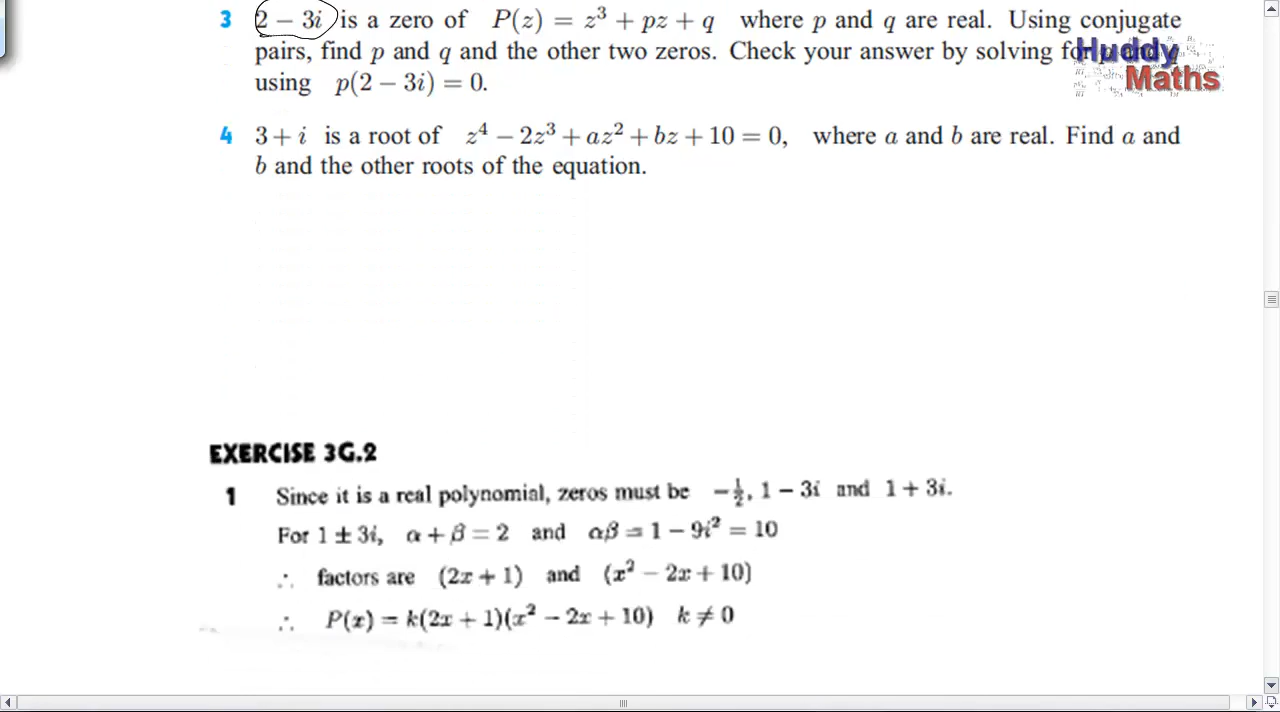 3 2 − 3i is a zero of P(z) = z³ + pz + q where p and q are real. Using conjugate
pairs, find p and q and the other two zeros. Check your answer by solving for q
using p(2 − 3i) = 0.
Huddy
Maths
4 3 + i is a root of z⁴ − 2z³ + az² + bz + 10 = 0, where a and b are real. Find a and
b and the other roots of the equation.
EXERCISE 3G.2
1 Since it is a real polynomial, zeros must be −½, 1 − 3i and 1 + 3i.
For 1 ± 3i, α + β = 2 and αβ = 1 − 9i² = 10
∴ factors are (2x + 1) and (x² − 2x + 10)
∴ P(x) = k(2x + 1)(x² − 2x + 10) k ≠ 0